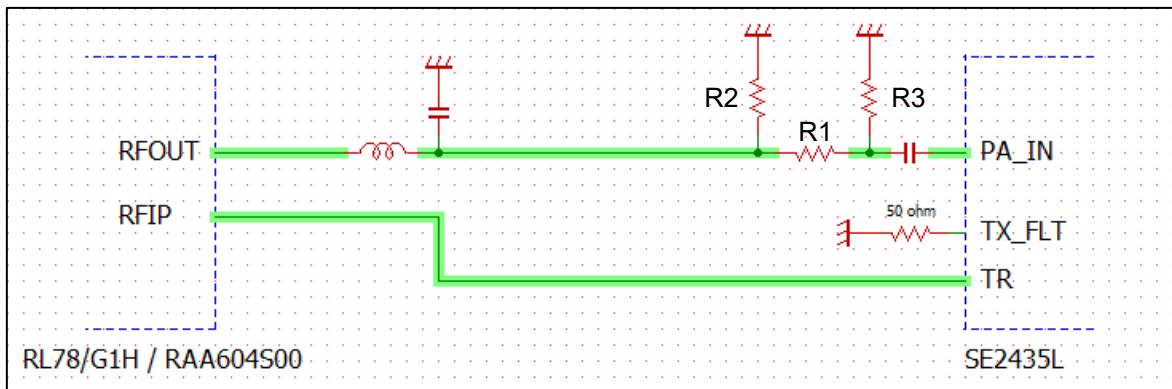 R2
R3
R1
RFOUT
PA_IN
RFIP
50 ohm
TX_FLT
TR
RL78/G1H / RAA604S00
SE2435L